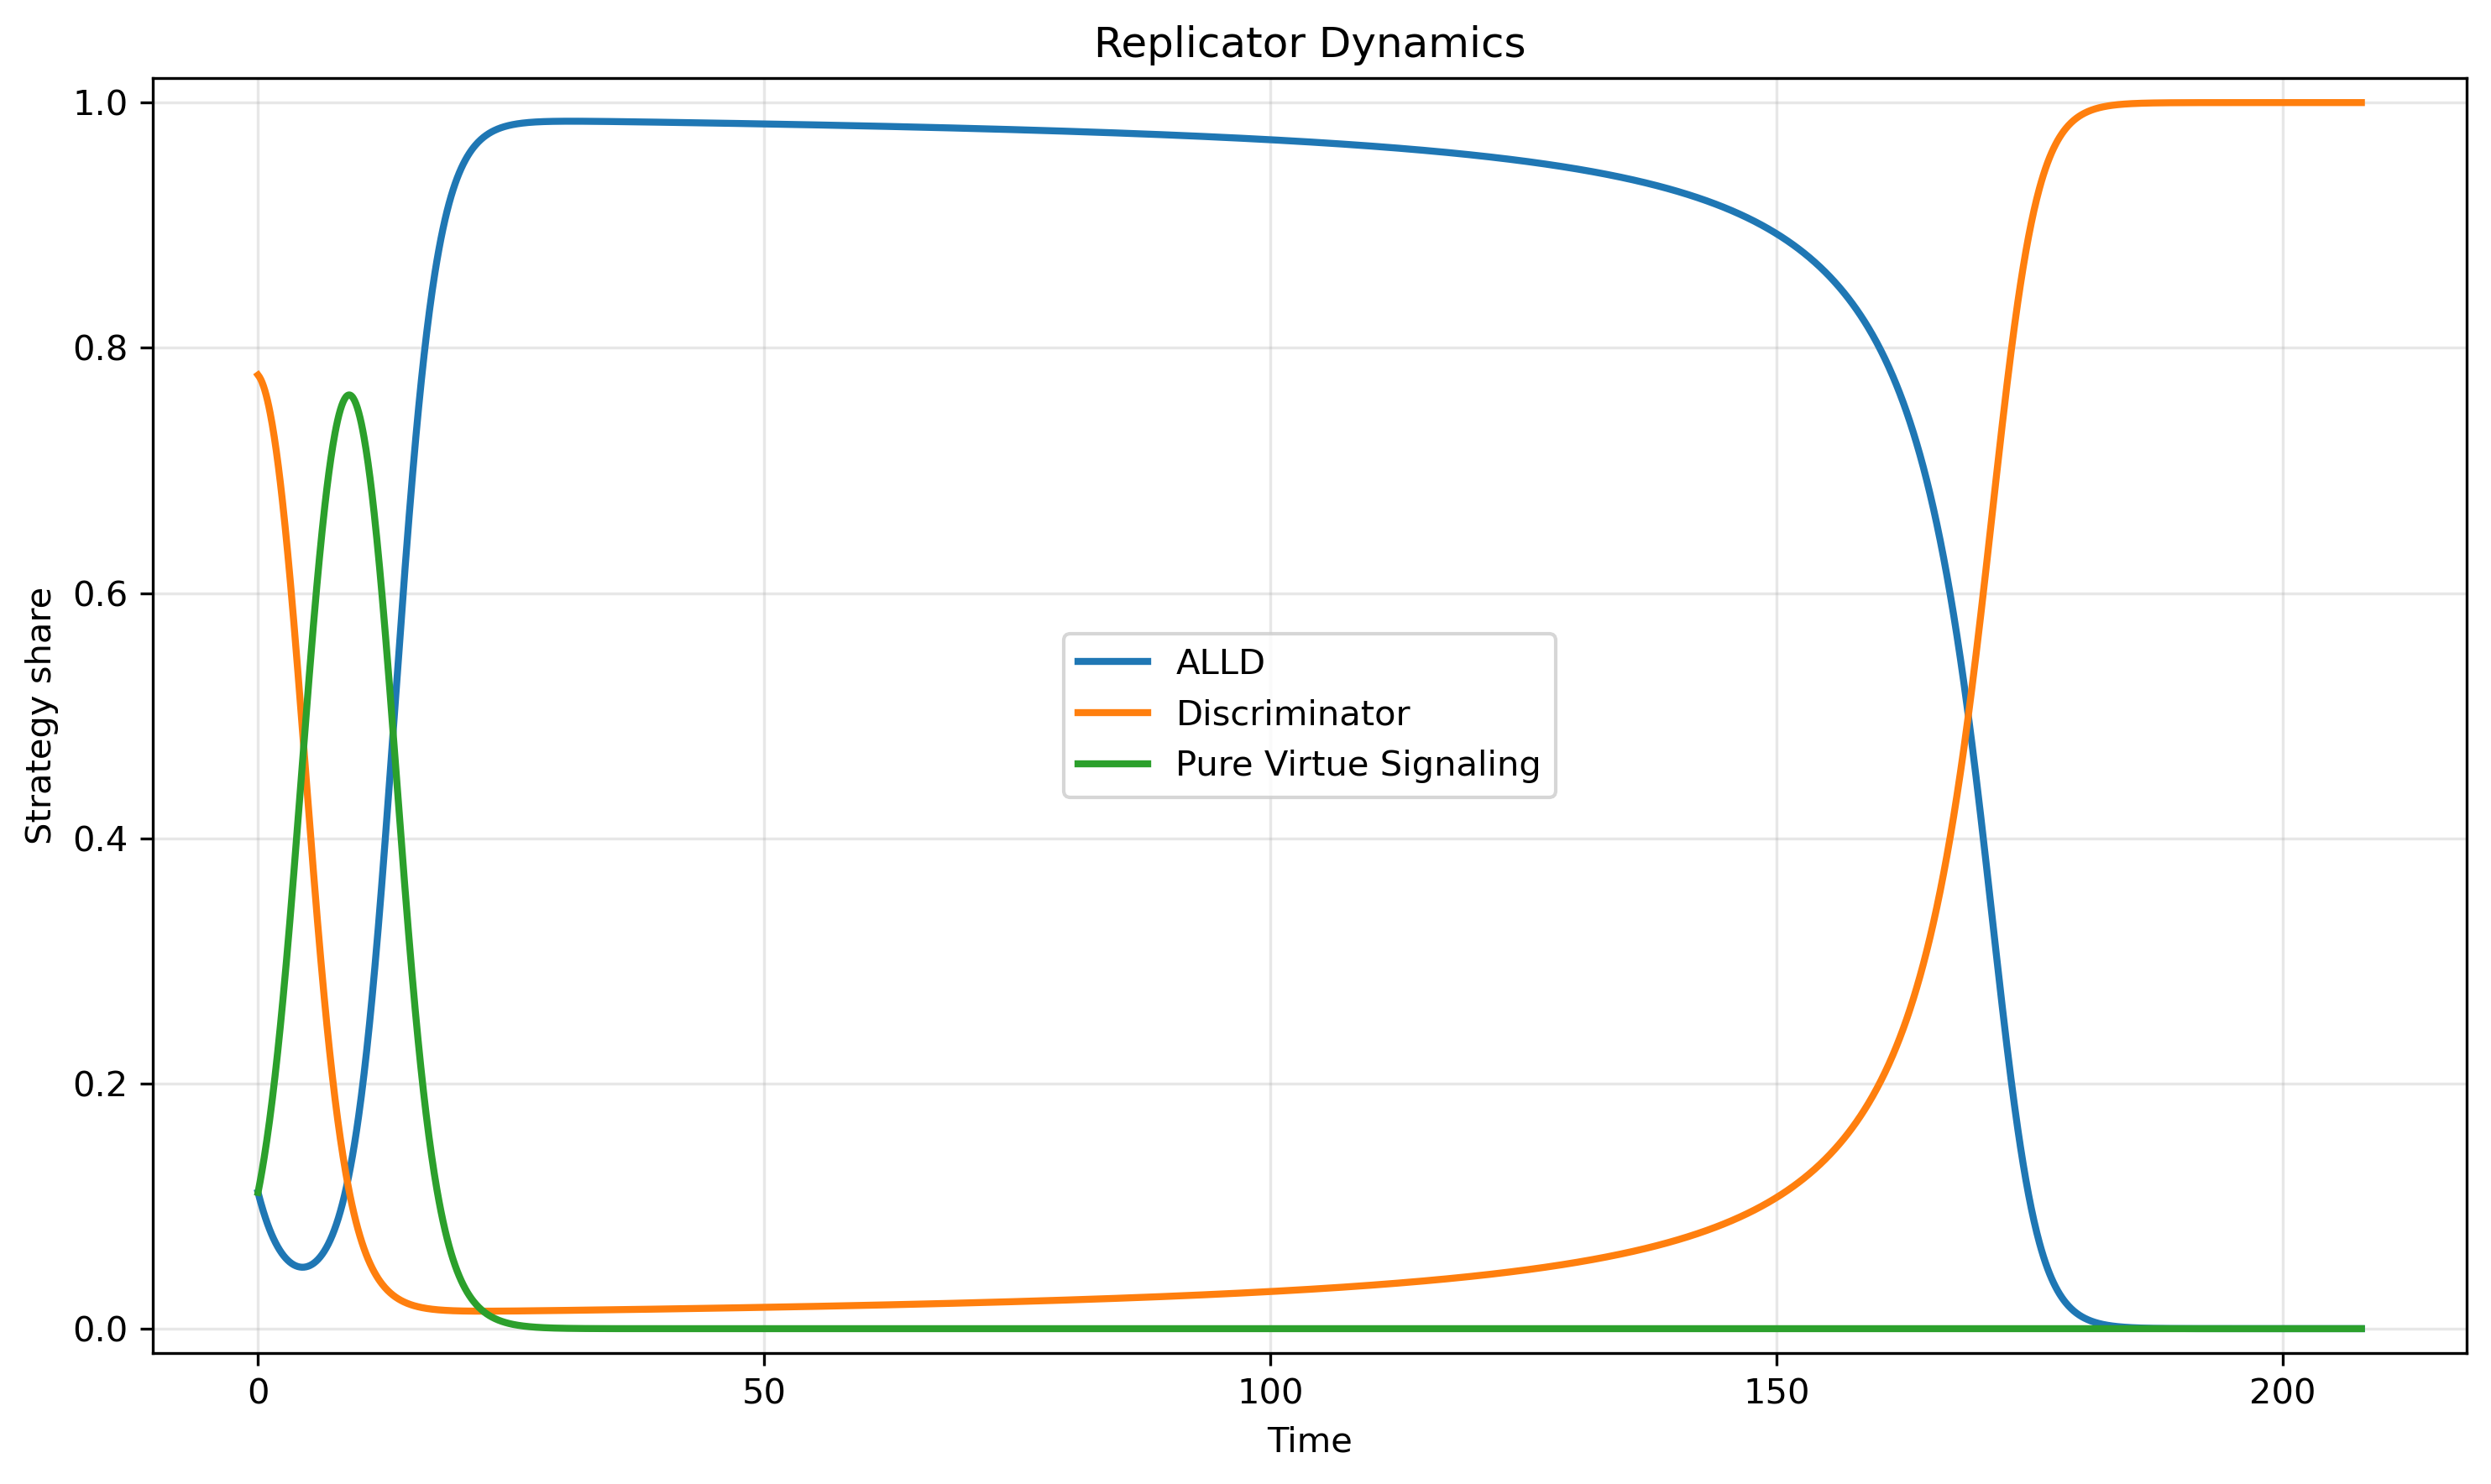 Replicator Dynamics
1.0
0.8
0.6
0.4
0.2
0.0
Strategy share
ALLD
Discriminator
Pure Virtue Signaling
0 50 100 150 200
Time